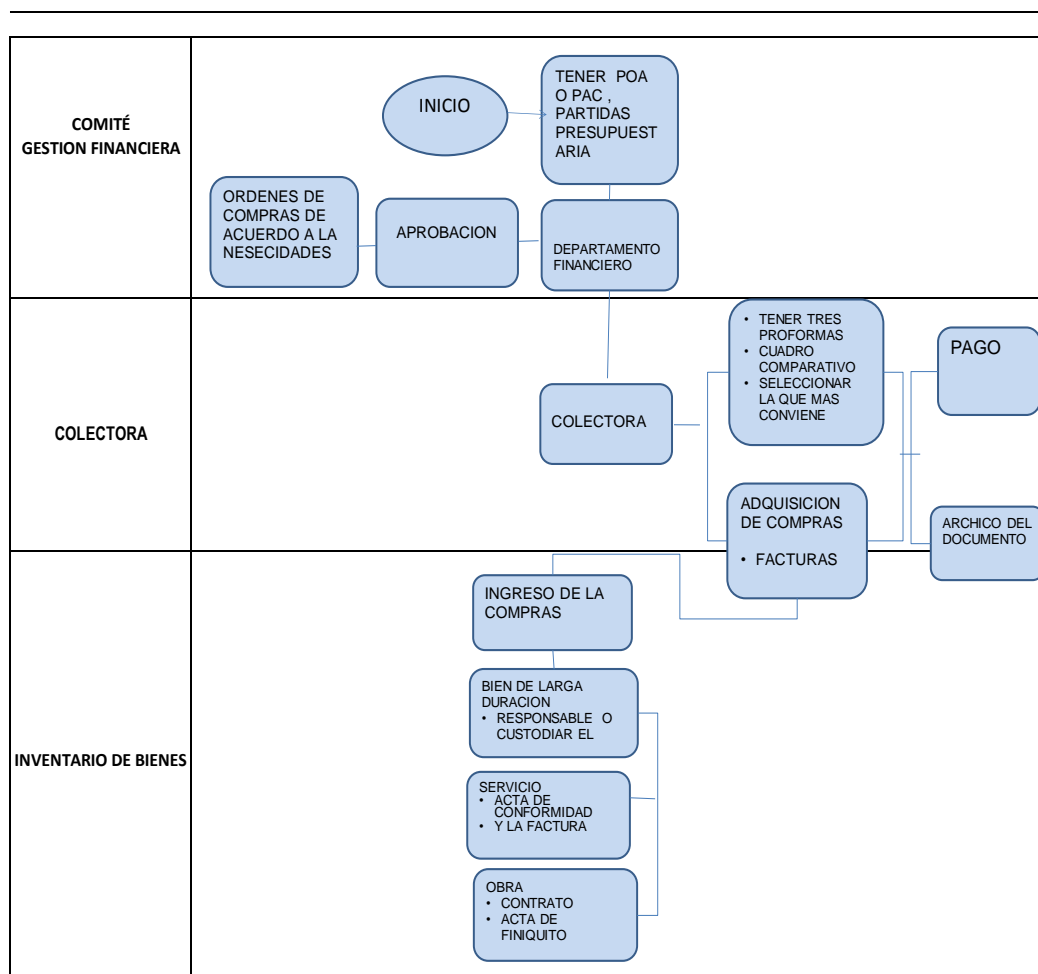 COMITÉ
GESTION FINANCIERA
INICIO
TENER POA
O PAC ,
PARTIDAS
PRESUPUEST
ARIA
ORDENES DE
COMPRAS DE
ACUERDO A LA
NESECIDADES
APROBACION
DEPARTAMENTO
FINANCIERO
COLECTORA
COLECTORA
• TENER TRES
PROFORMAS
• CUADRO
COMPARATIVO
• SELECCIONAR
LA QUE MAS
CONVIENE
PAGO
ADQUISICION
DE COMPRAS
• FACTURAS
ARCHICO DEL
DOCUMENTO
INVENTARIO DE BIENES
INGRESO DE LA
COMPRAS
BIEN DE LARGA
DURACION
• RESPONSABLE O
CUSTODIAR EL
SERVICIO
• ACTA DE
CONFORMIDAD
• Y LA FACTURA
OBRA
• CONTRATO
• ACTA DE
FINIQUITO